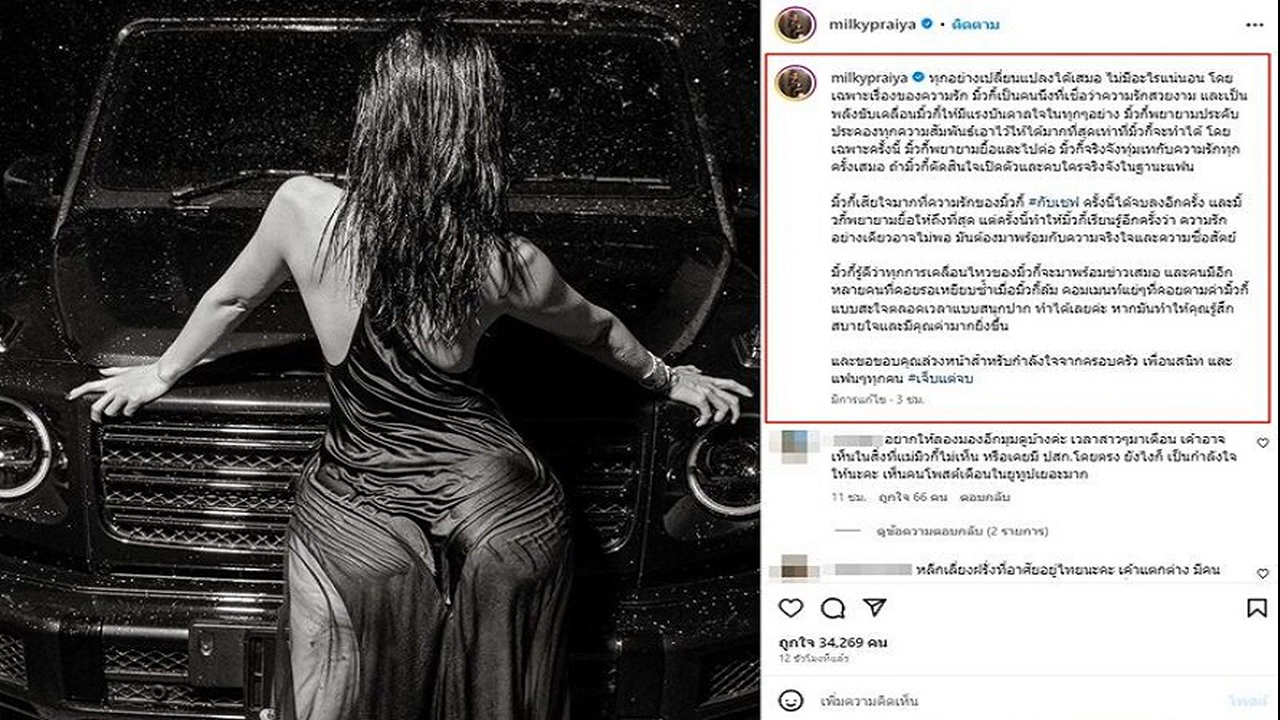 milkypraiya • ติดตาม
milkypraiya ทุกอย่างเปลี่ยนแปลงได้เสมอ ไม่มีอะไรแน่นอน โดย
เฉพาะเรื่องของความรัก มิ้วกี้เป็นคนนึงที่เชื่อว่าความรักสวยงาม และเป็น
พลังขับเคลื่อนมิ้วกี้ให้มีแรงบันดาลใจในทุกๆอย่าง มิ้วกี้พยายามประคับ
ประคองทุกความสัมพันธ์เอาไว้ให้ได้มากที่สุดเท่าที่มิ้วกี้จะทำได้ โดย
เฉพาะครั้งนี้ มิ้วกี้พยายามยื้อและไปต่อ มิ้วกี้จริงจังทุ่มเทกับความรักทุก
ครั้งเสมอ ถ้ามิ้วกี้ตัดสินใจเปิดตัวและคบใครจริงจังในฐานะแฟน
มิ้วกี้เสียใจมากที่ความรักของมิ้วกี้ #กับเชฟ ครั้งนี้ได้จบลงอีกครั้ง และมิ้
วกี้พยายามยื้อให้ถึงที่สุด แต่ครั้งนี้ทำให้มิ้วกี้เรียนรู้อีกครั้งว่า ความรัก
อย่างเดียวอาจไม่พอ มันต้องมาพร้อมกับความจริงใจและความซื่อสัตย์
มิ้วกี้รู้ดีว่าทุกการเคลื่อนไหวของมิ้วกี้จะมาพร้อมข่าวเสมอ และคนมีอีก
หลายคนที่คอยรอเหยียบซ้ำเมื่อมิ้วกี้ล้ม คอมเมนท์แย่ๆที่คอยตามด่ามิ้วกี้
แบบสะใจตลอดเวลาแบบสนุกปาก ทำได้เลยค่ะ หากมันทำให้คุณรู้สึก
สบายใจและมีคุณค่ามากยิ่งขึ้น
และขอขอบคุณล่วงหน้าสำหรับกำลังใจจากครอบครัว เพื่อนสนิท และ
แฟนๆทุกคน #เจ็บแต่จบ
มีการแก้ไข · 3 ชม.
อยากให้ลองมองอีกมุมดูบ้างค่ะ เวลาสาวๆมาเตือน เค้าอาจ
เห็นในสิ่งที่แม่มิวกี้ไม่เห็น หรือเคยมี ปสก.โดยตรง ยังไงก็ เป็นกำลังใจ
ให้นะคะ เห็นคนโพสต์เตือนในยูทูปเยอะมาก
11 ชม. ถูกใจ 66 คน ตอบกลับ
ดูข้อความตอบกลับ (2 รายการ)
หลีกเลี่ยงฝรั่งที่อาศัยอยู่ไทยนะคะ เค้าแตกต่าง มีคน
ถูกใจ 34,269 คน
12 ชั่วโมงที่แล้ว
เพิ่มความคิดเห็น
โพสต์